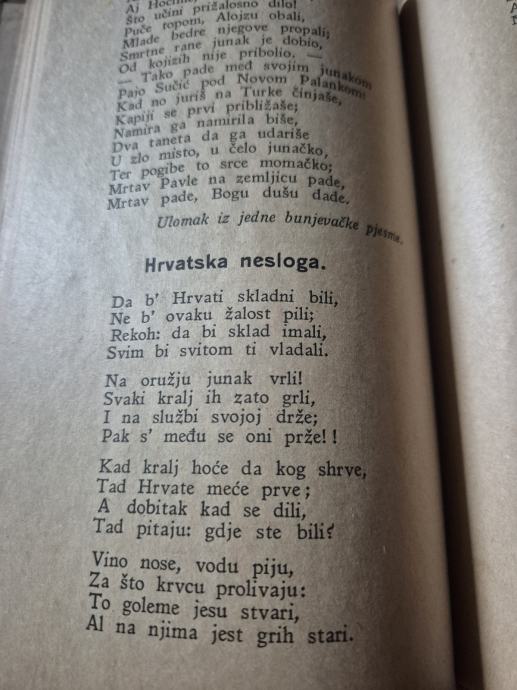 Aj
Što učini prižalosno dilo!
Puče topom, Alojzu obali,
Mlade bedre njegove propali;
Smrtne rane junak je dobio,
Od kojizih nije pribolio. —
— Tako pade međ svojim junakom
Pajo Sučić pod Novom Palankom:
Kad no juriš na Turke činjaše,
Kapiji se prvi približaše;
Namira ga namirila biše,
Dva taneta da ga udariše
U zlo misto, u čelo junačko,
Ter pogibe to srce momačko;
Mrtav Pavle na zemljicu pade,
Mrtav pade, Bogu dušu dade.
Ulomak iz jedne bunjevačke pjesme.
Hrvatska nesloga.
Da b' Hrvati skladni bili,
Ne b' ovaku žalost pili;
Rekoh: da bi sklad imali,
Svim bi svitom ti vladali.
Na oružju junak vrli!
Svaki kralj ih zato grli,
I na službi svojoj drže;
Pak s' među se oni prže!!
Kad kralj hoće da kog shrve,
Tad Hrvate meće prve;
A dobitak kad se dili,
Tad pitaju: gdje ste bili?
Vino nose, vodu piju,
Za što krvcu prolivaju:
To goleme jesu stvari,
Al na njima jest grih stari.